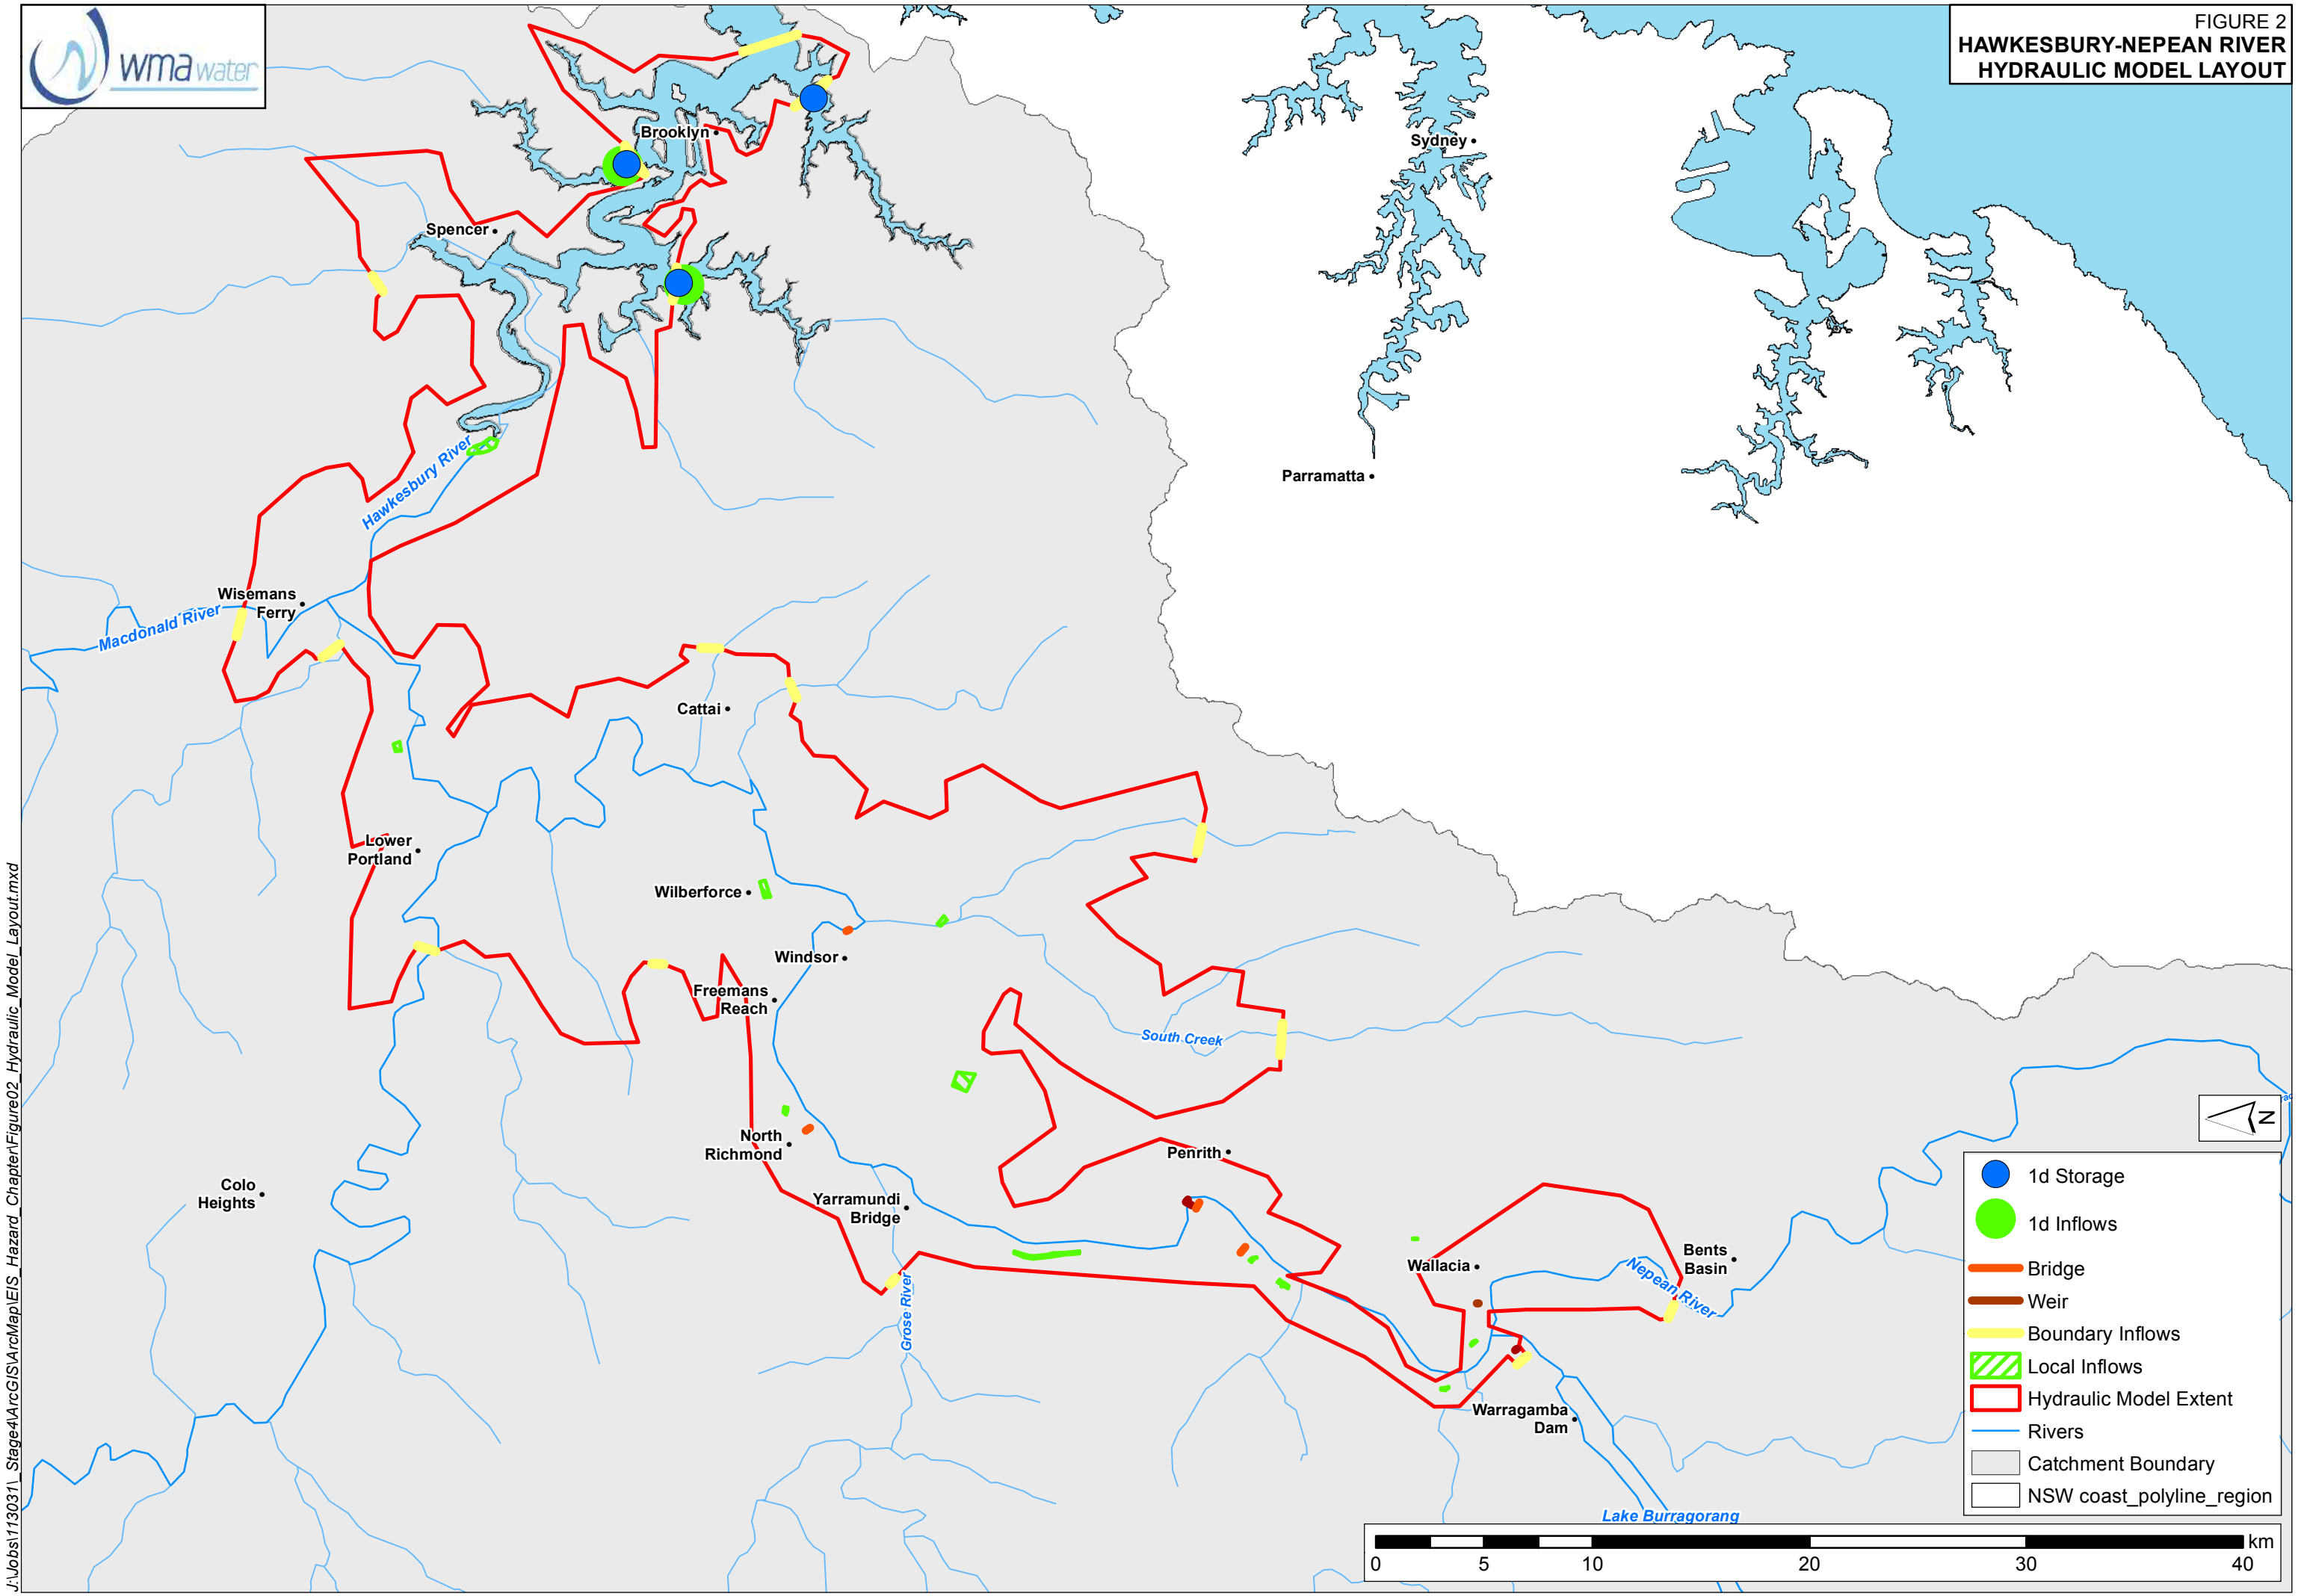 wma water
FIGURE 2
HAWKESBURY-NEPEAN RIVER
HYDRAULIC MODEL LAYOUT
Brooklyn
Sydney
Spencer
Hawkesbury River
Parramatta
Wisemans
Ferry
Macdonald River
Cattai
Lower
Portland
Wilberforce
Windsor
Freemans
Reach
South Creek
North
Richmond
Penrith
Colo
Heights
Yarramundi
Bridge
Grose River
Wallacia
Bents
Basin
Nepean River
Warragamba
Dam
Lake Burragorang
N
1d Storage
1d Inflows
Bridge
Weir
Boundary Inflows
Local Inflows
Hydraulic Model Extent
Rivers
Catchment Boundary
NSW coast_polyline_region
km
0 5 10 20 30 40
J:\Jobs\113031\_Stage4\ArcGIS\ArcMap\EIS_Hazard_Chapter\Figure02_Hydraulic_Model_Layout.mxd